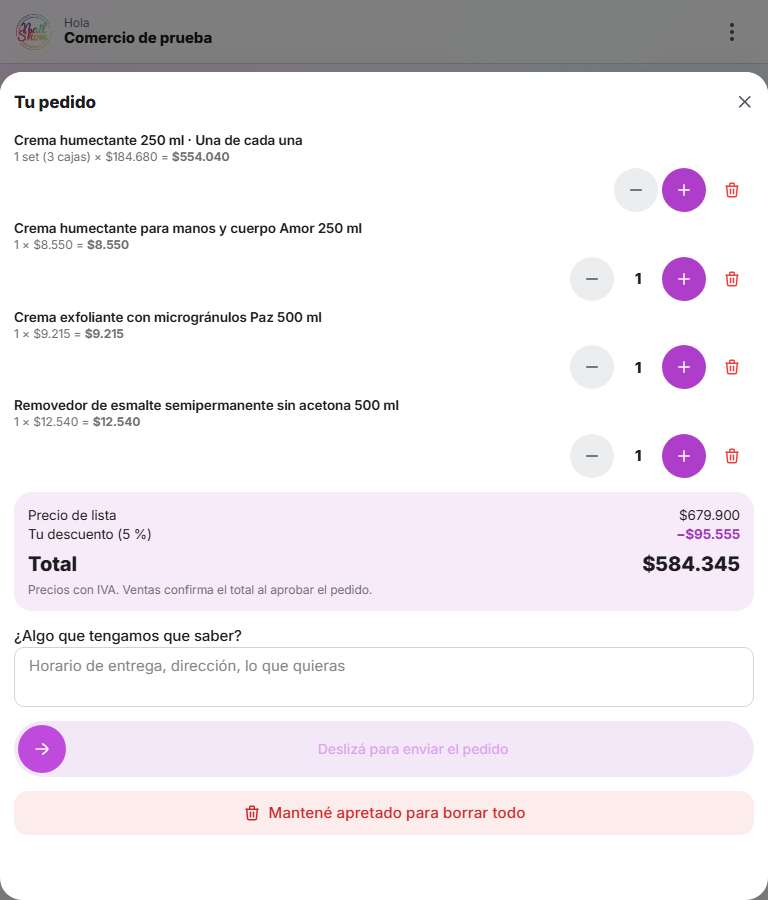 Nail Show
Hola
Comercio de prueba
Tu pedido
Crema humectante 250 ml · Una de cada una
1 set (3 cajas) × $184.680 = $554.040
Crema humectante para manos y cuerpo Amor 250 ml
1 × $8.550 = $8.550
1
Crema exfoliante con microgránulos Paz 500 ml
1 × $9.215 = $9.215
1
Removedor de esmalte semipermanente sin acetona 500 ml
1 × $12.540 = $12.540
1
Precio de lista $679.900
Tu descuento (5 %) −$95.555
Total $584.345
Precios con IVA. Ventas confirma el total al aprobar el pedido.
¿Algo que tengamos que saber?
Horario de entrega, dirección, lo que quieras
Deslizá para enviar el pedido
Mantené apretado para borrar todo